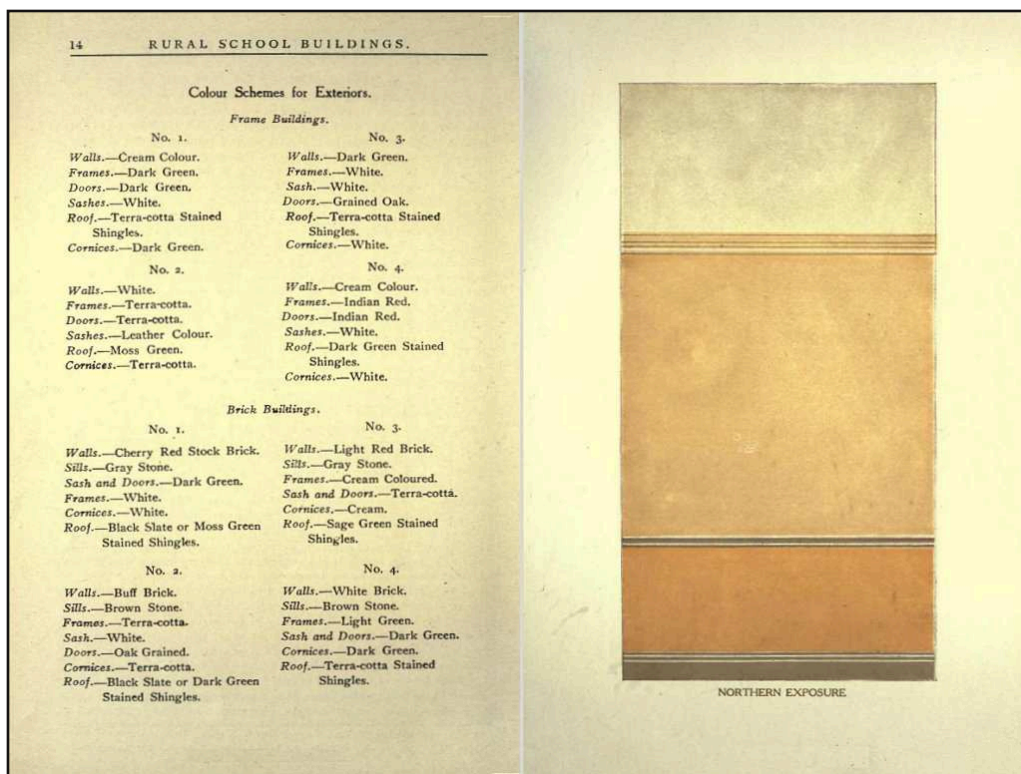 14 RURAL SCHOOL BUILDINGS.
Colour Schemes for Exteriors.
Frame Buildings.
No. 1.
Walls.—Cream Colour.
Frames.—Dark Green.
Doors.—Dark Green.
Sashes.—White.
Roof.—Terra-cotta Stained
Shingles.
Cornices.—Dark Green.
No. 2.
Walls.—White.
Frames.—Terra-cotta.
Doors.—Terra-cotta.
Sashes.—Leather Colour.
Roof.—Moss Green.
Cornices.—Terra-cotta.
No. 3.
Walls.—Dark Green.
Frames.—White.
Sash.—White.
Doors.—Grained Oak.
Roof.—Terra-cotta Stained
Shingles.
Cornices.—White.
No. 4.
Walls.—Cream Colour.
Frames.—Indian Red.
Doors.—Indian Red.
Sashes.—White.
Roof.—Dark Green Stained
Shingles.
Cornices.—White.
Brick Buildings.
No. 1.
Walls.—Cherry Red Stock Brick.
Sills.—Gray Stone.
Sash and Doors.—Dark Green.
Frames.—White.
Cornices.—White.
Roof.—Black Slate or Moss Green
Stained Shingles.
No. 2.
Walls.—Buff Brick.
Sills.—Brown Stone.
Frames.—Terra-cotta.
Sash.—White.
Doors.—Oak Grained.
Cornices.—Terra-cotta.
Roof.—Black Slate or Dark Green
Stained Shingles.
No. 3.
Walls.—Light Red Brick.
Sills.—Gray Stone.
Frames.—Cream Coloured.
Sash and Doors.—Terra-cotta.
Cornices.—Cream.
Roof.—Sage Green Stained
Shingles.
No. 4.
Walls.—White Brick.
Sills.—Brown Stone.
Frames.—Light Green.
Sash and Doors.—Dark Green.
Cornices.—Dark Green.
Roof.—Terra-cotta Stained
Shingles.
NORTHERN EXPOSURE